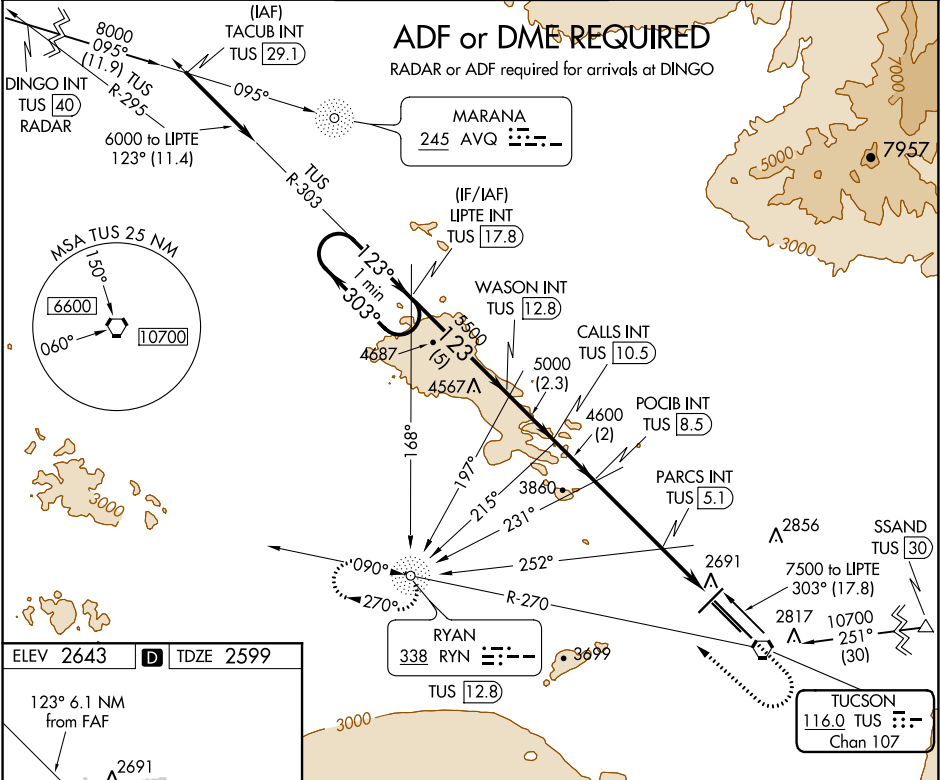 ADF or DME REQUIRED
RADAR or ADF required for arrivals at DINGO
(IAF)
TACUB INT
TUS 29.1
8000
095°
(11.9)
TUS
R-295
DINGO INT
TUS 40
RADAR
095°
6000 to LIPTE
123° (11.4)
MARANA
245 AVQ
7000
5000
7957
3000
TUS
R-303
(IF/IAF)
LIPTE INT
TUS 17.8
MSA TUS 25 NM
150°
6600
060°
10700
123°
1 min
303°
WASON INT
TUS 12.8
5500
123
(5)
4687
4567
CALLS INT
TUS 10.5
5000
(2.3)
4600
(2)
POCIB INT
TUS 8.5
168°
197°
215°
231°
3860
PARCS INT
TUS 5.1
3000
252°
2856
2691
SSAND
TUS 30
7500 to LIPTE
303° (17.8)
090°
270°
R-270
2817
10700
251°
(30)
RYAN
338 RYN
TUS 12.8
3699
TUCSON
116.0 TUS
Chan 107
ELEV 2643
D
TDZE 2599
123° 6.1 NM
from FAF
2691
3000